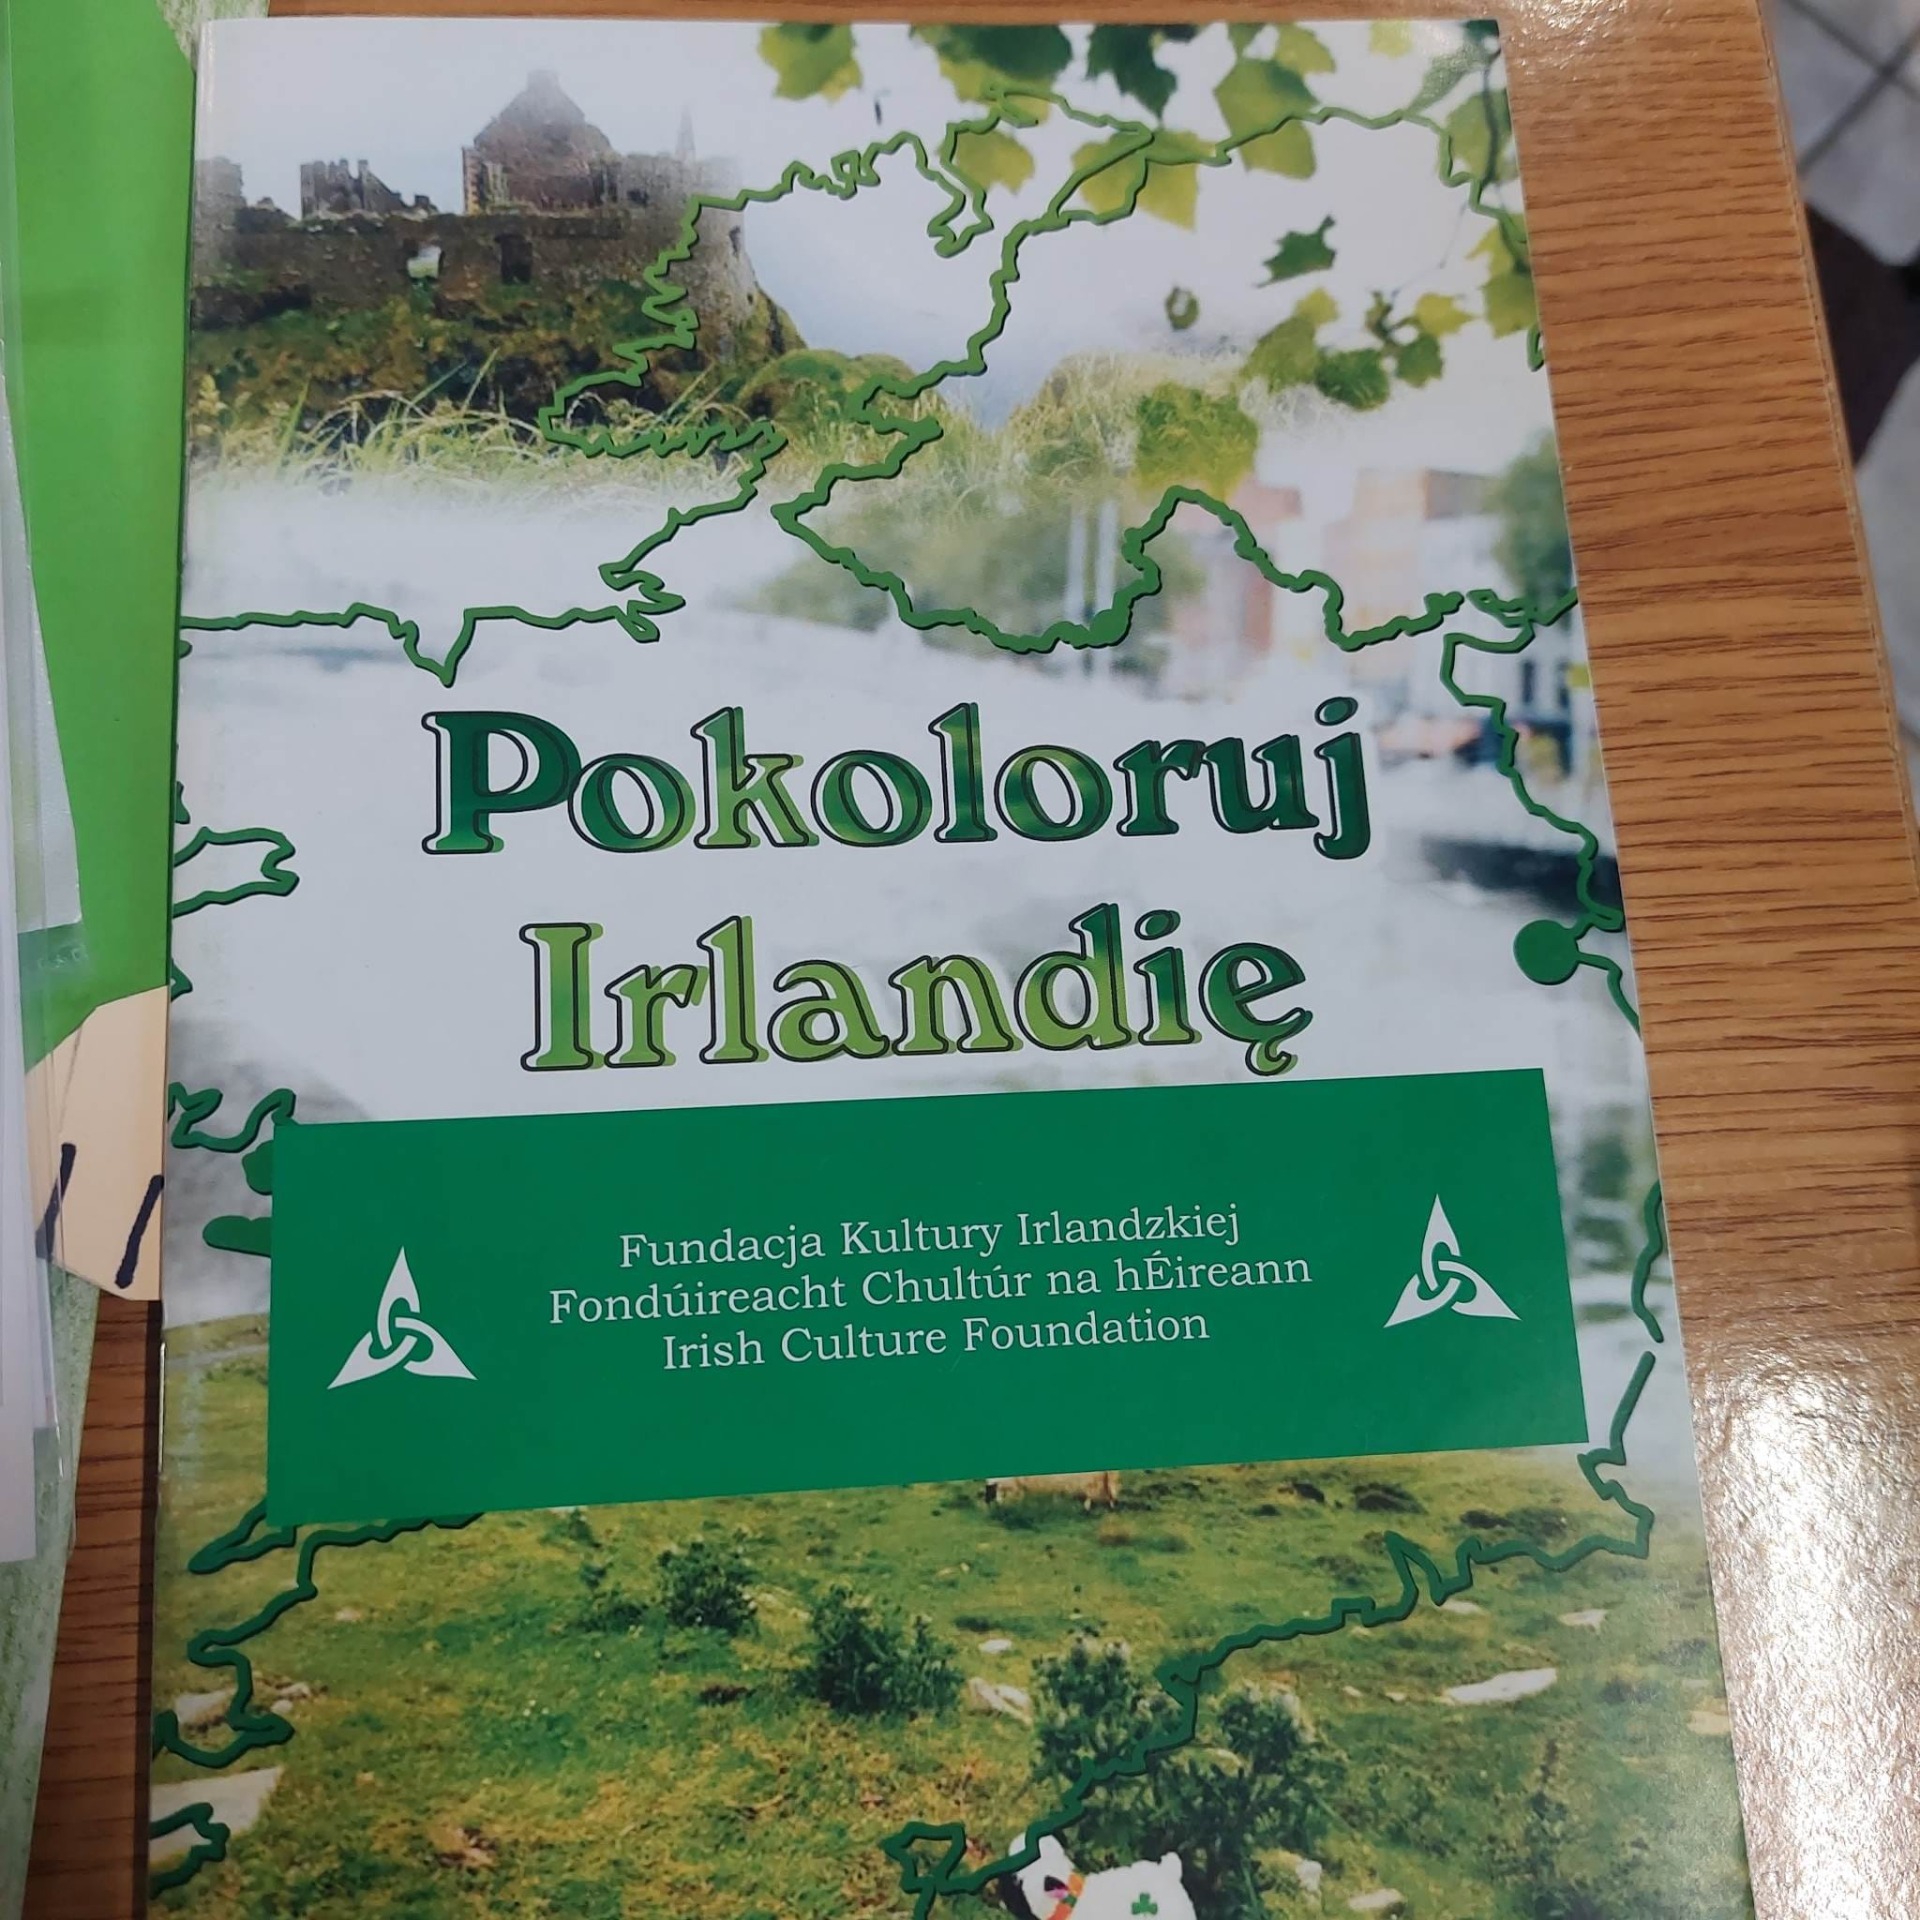 Pokoloruj
Irlandię
Fundacja Kultury Irlandzkiej
Fondúireacht Chultúr na hÉireann
Irish Culture Foundation